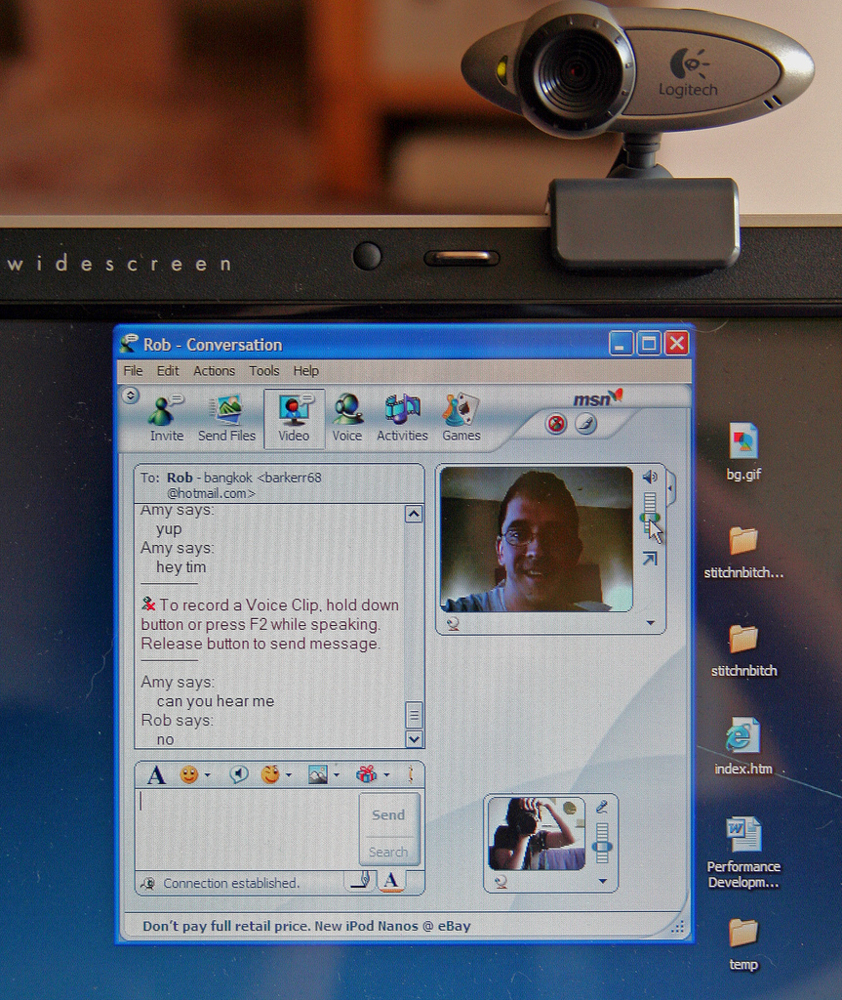 Logitech
widescreen
Rob - Conversation
File Edit Actions Tools Help
msn
Invite Send Files Video Voice Activities Games
To: Rob - bangkok <barkerr68
@hotmail.com>
Amy says:
yup
Amy says:
hey tim
To record a Voice Clip, hold down
button or press F2 while speaking.
Release button to send message.
Amy says:
can you hear me
Rob says:
no
A
Send
Search
Connection established.
A
Don't pay full retail price. New iPod Nanos @ eBay
bg.gif
stitchnbitch...
stitchnbitch
index.htm
W
Performance
Developm...
temp